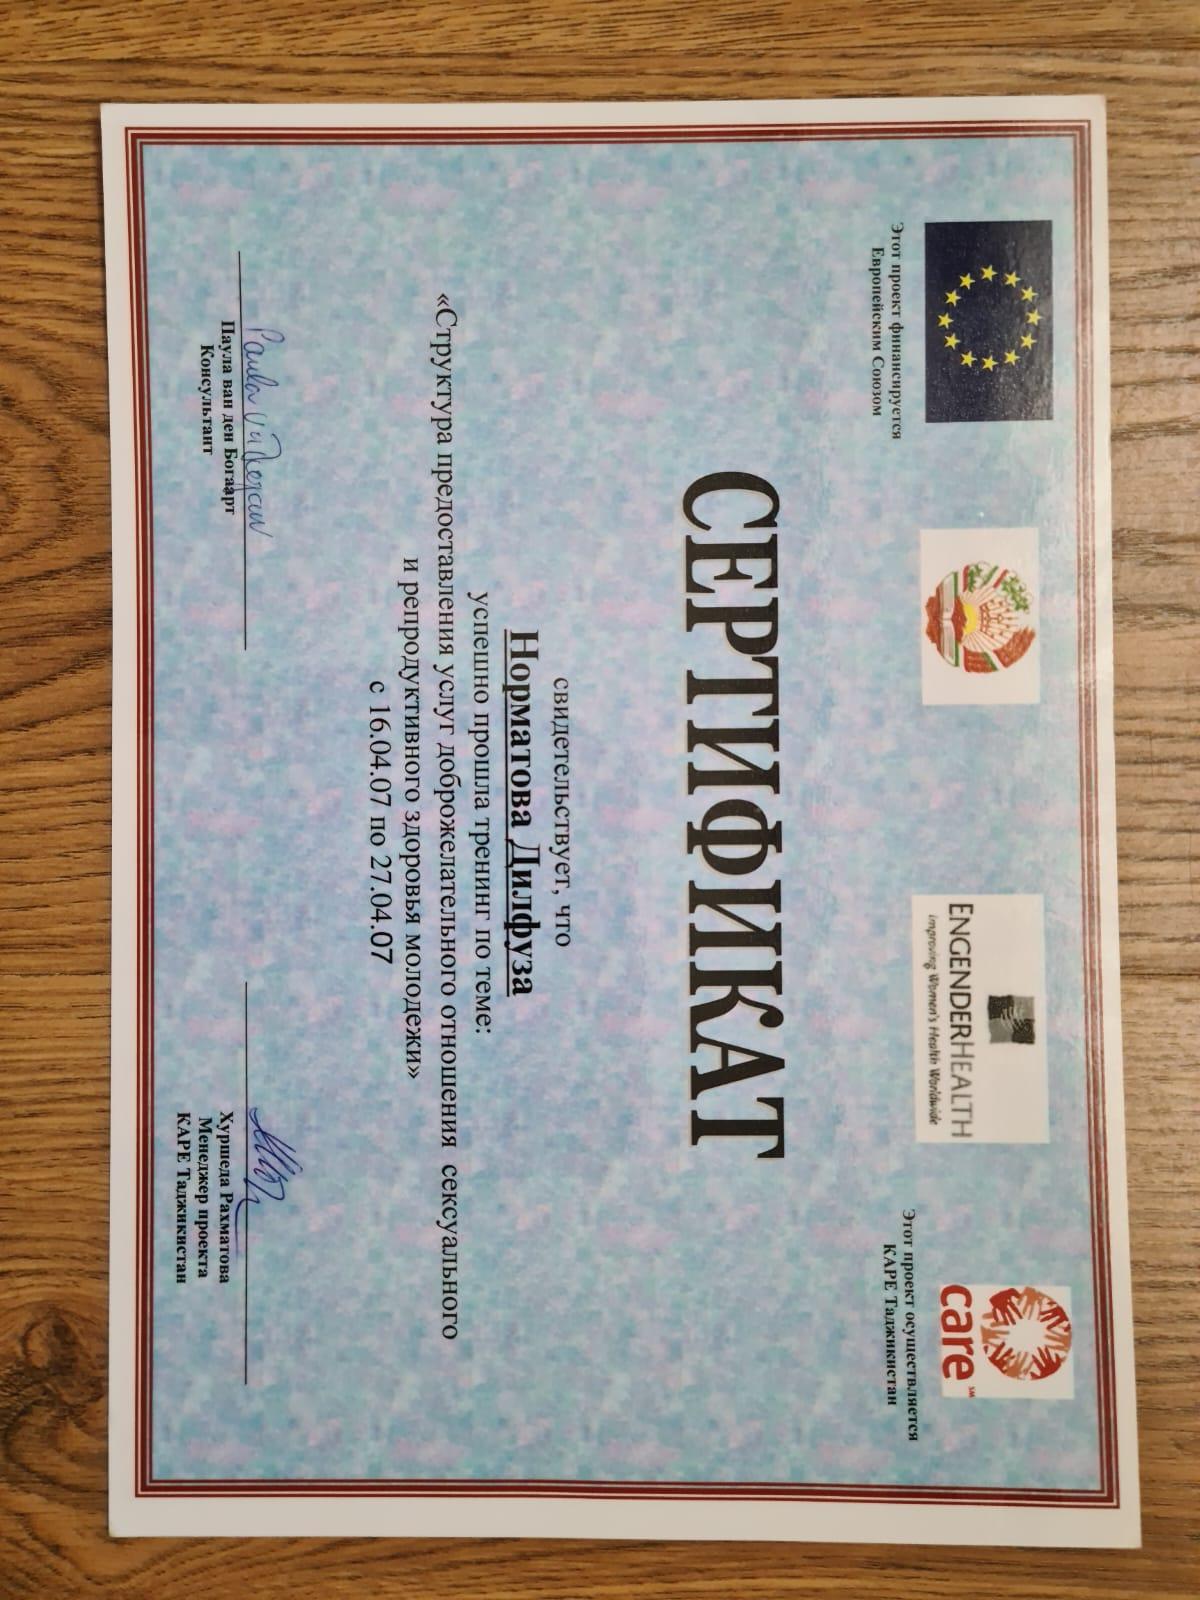 Этот проект финансируется
Европейским Союзом
ENGENDERHEALTH
improving Women's Health Worldwide
care SM
Этот проект осуществляется
КАРЕ Таджикистан
СЕРТИФИКАТ
свидетельствует, что
Норматова Дилфуза
успешно прошла тренинг по теме:
«Структура предоставления услуг доброжелательного отношения сексуального
и репродуктивного здоровья молодежи»
с 16.04.07 по 27.04.07
Паула ван ден Богаарт
Консультант
Хуршеда Рахматова
Менеджер проекта
КАРЕ Таджикистан